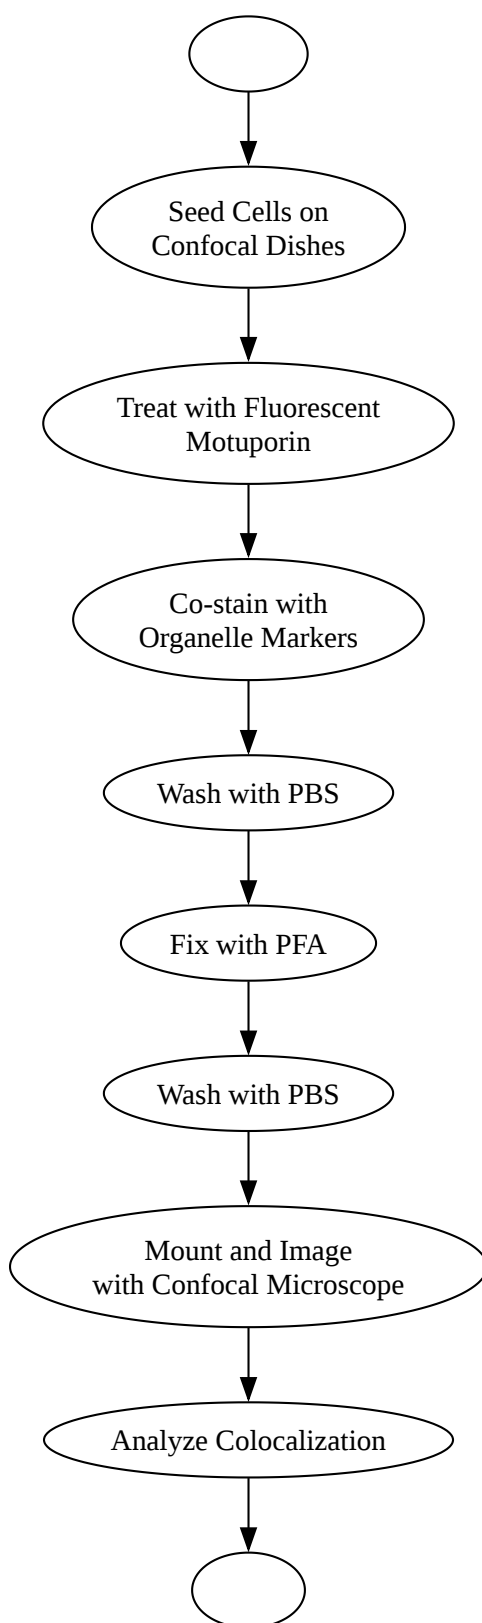 Seed Cells on
Confocal Dishes
Treat with Fluorescent
Motuporin
Co-stain with
Organelle Markers
Wash with PBS
Fix with PFA
Wash with PBS
Mount and Image
with Confocal Microscope
Analyze Colocalization